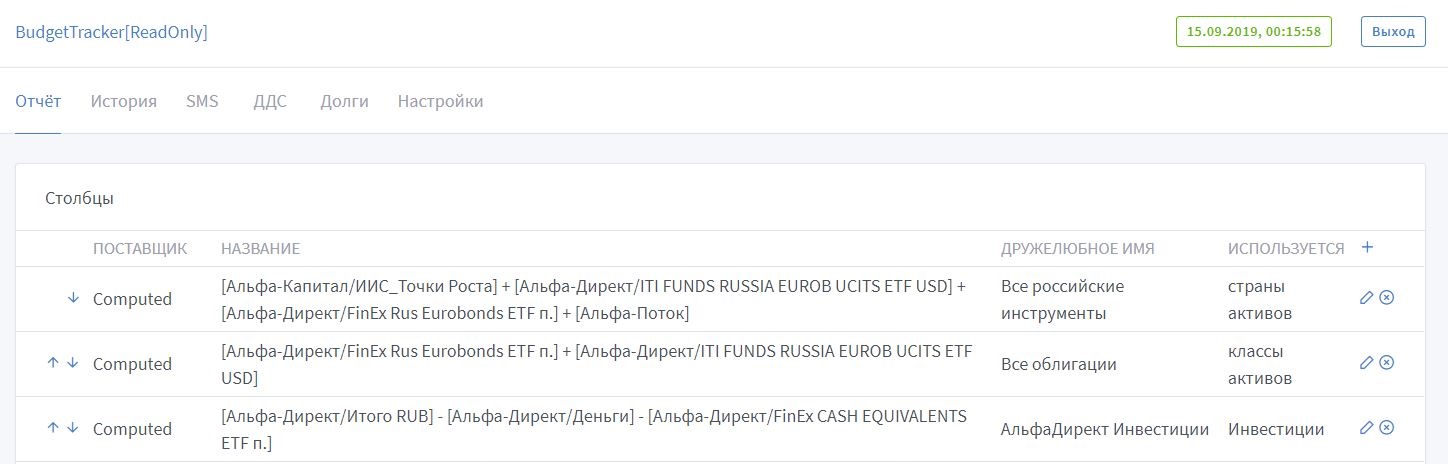 BudgetTracker[ReadOnly]
15.09.2019, 00:15:58
Выход
Отчёт История SMS ДДС Долги Настройки
Столбцы
ПОСТАВЩИК НАЗВАНИЕ ДРУЖЕЛЮБНОЕ ИМЯ ИСПОЛЬЗУЕТСЯ
Computed
[Альфа-Капитал/ИИС_Точки Роста] + [Альфа-Директ/ITI FUNDS RUSSIA EUROB UCITS ETF USD] +
[Альфа-Директ/FinEx Rus Eurobonds ETF п.] + [Альфа-Поток]
Все российские
инструменты
страны
активов
Computed
[Альфа-Директ/FinEx Rus Eurobonds ETF п.] + [Альфа-Директ/ITI FUNDS RUSSIA EUROB UCITS ETF
USD]
Все облигации
классы
активов
Computed
[Альфа-Директ/Итого RUB] - [Альфа-Директ/Деньги] - [Альфа-Директ/FinEx CASH EQUIVALENTS
ETF п.]
АльфаДирект Инвестиции
Инвестиции